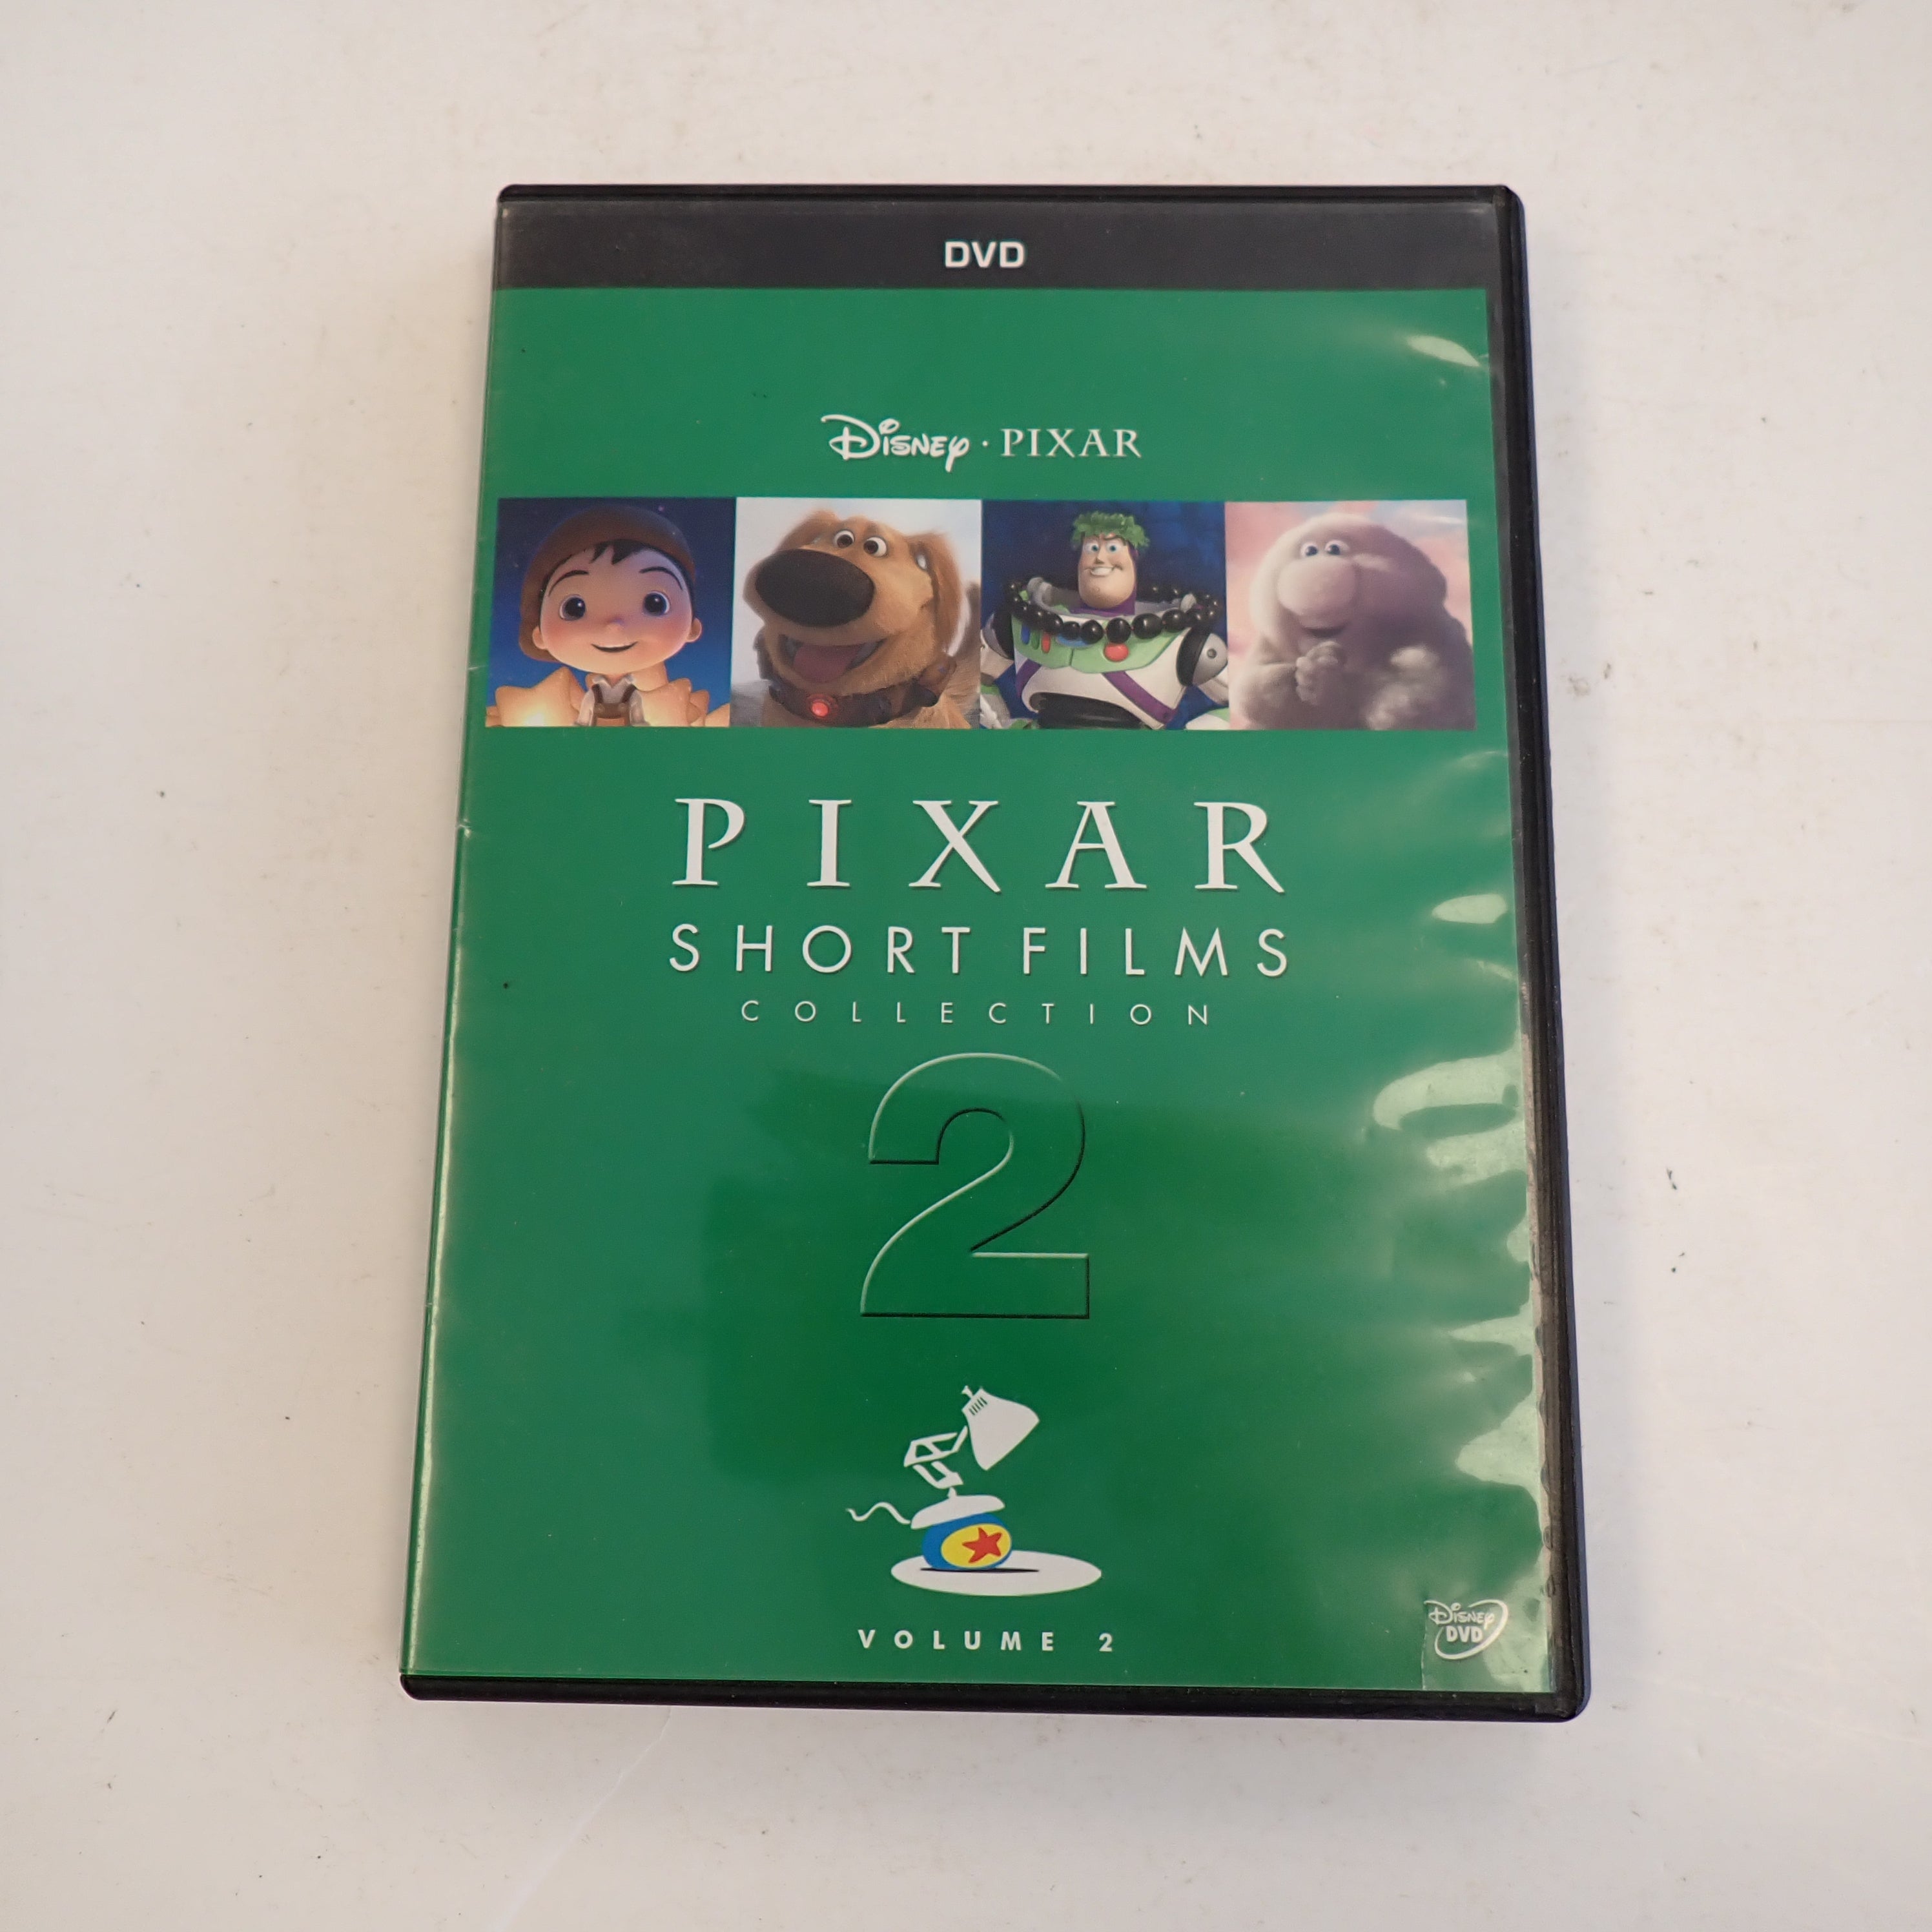 DVD
Disney · PIXAR
PIXAR
SHORT FILMS
COLLECTION
2
VOLUME 2
Disney
DVD